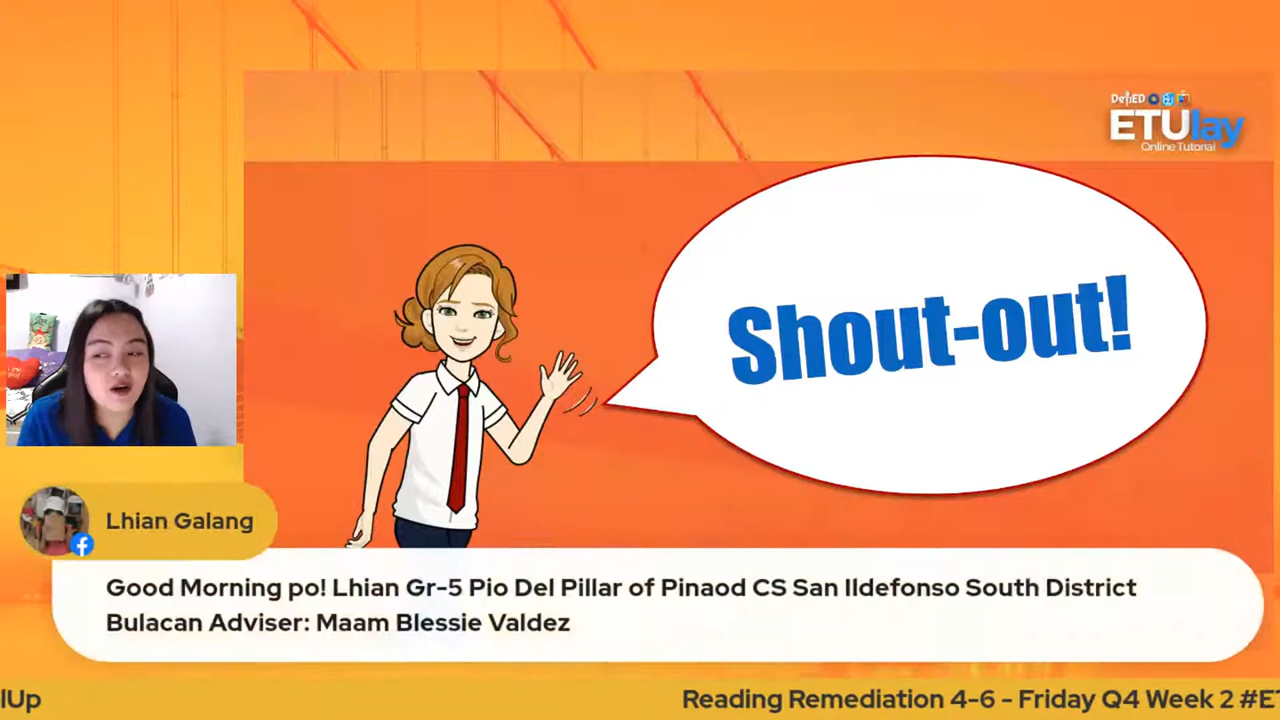 DepED
ETUlay
Online Tutorial
Shout-out!
Lhian Galang
Good Morning po! Lhian Gr-5 Pio Del Pillar of Pinaod CS San Ildefonso South District
Bulacan Adviser: Maam Blessie Valdez
lUp
Reading Remediation 4-6 - Friday Q4 Week 2 #ET